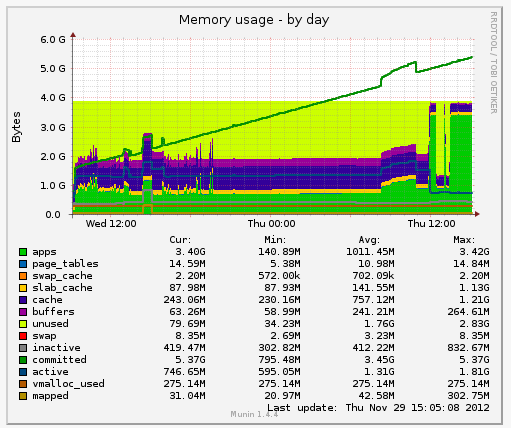 Memory usage - by day
RRDTOOL / TOBI OETIKER
Bytes
6.0 G
5.0 G
4.0 G
3.0 G
2.0 G
1.0 G
0.0
Wed 12:00 Thu 00:00 Thu 12:00
Cur: Min: Avg: Max:
apps 3.40G 140.89M 1011.45M 3.42G
page_tables 14.59M 5.38M 10.98M 14.84M
swap_cache 2.20M 572.00k 702.09k 2.20M
slab_cache 87.98M 87.93M 141.55M 1.13G
cache 243.06M 230.16M 757.12M 1.21G
buffers 63.26M 58.99M 241.21M 264.61M
unused 79.69M 34.23M 1.76G 2.83G
swap 8.35M 2.69M 3.23M 8.35M
inactive 419.47M 302.82M 412.22M 832.67M
committed 5.37G 795.48M 3.45G 5.37G
active 746.65M 595.05M 1.31G 1.81G
vmalloc_used 275.14M 275.14M 275.14M 275.14M
mapped 31.04M 20.97M 42.58M 302.75M
Last update: Thu Nov 29 15:05:08 2012
Munin 1.4.4